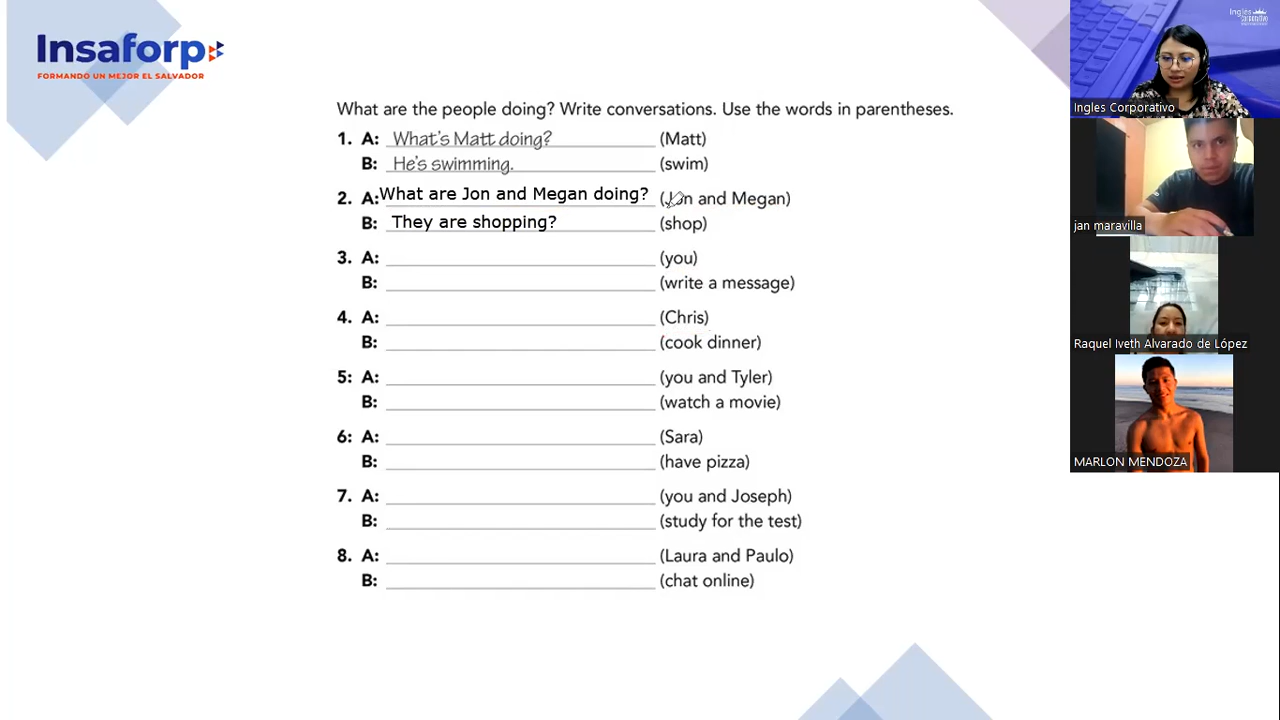 Insaforp
FORMANDO UN MEJOR EL SALVADOR
What are the people doing? Write conversations. Use the words in parentheses.
1. A: What's Matt doing? (Matt)
B: He's swimming. (swim)
2. A: What are Jon and Megan doing? (Jon and Megan)
B: They are shopping? (shop)
3. A: (you)
B: (write a message)
4. A: (Chris)
B: (cook dinner)
5: A: (you and Tyler)
B: (watch a movie)
6: A: (Sara)
B: (have pizza)
7. A: (you and Joseph)
B: (study for the test)
8. A: (Laura and Paulo)
B: (chat online)
Ingles Corporativo
jan maravilla
Raquel Iveth Alvarado de López
MARLON MENDOZA